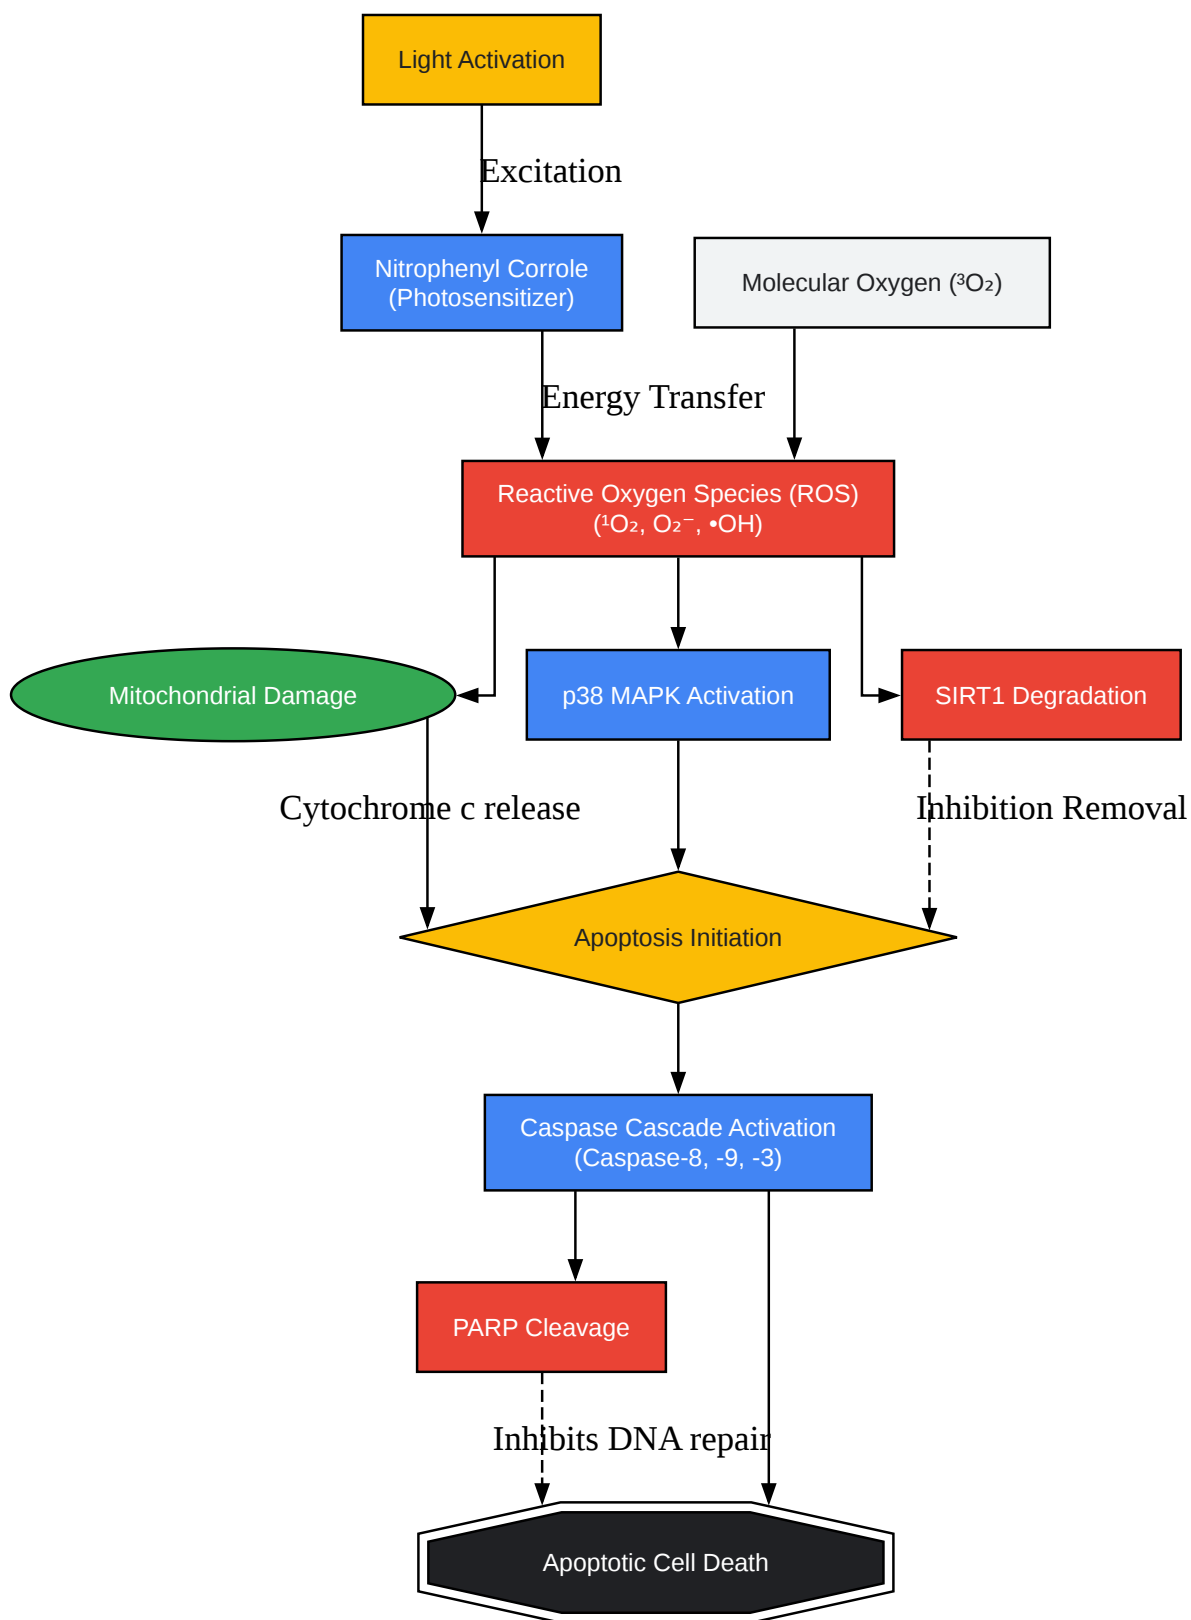 Light Activation
Excitation
Nitrophenyl Corrole
(Photosensitizer)
Molecular Oxygen (³O₂)
Energy Transfer
Reactive Oxygen Species (ROS)
(¹O₂, O₂⁻, •OH)
Mitochondrial Damage
p38 MAPK Activation
SIRT1 Degradation
Cytochrome c release
Inhibition Removal
Apoptosis Initiation
Caspase Cascade Activation
(Caspase-8, -9, -3)
PARP Cleavage
Inhibits DNA repair
Apoptotic Cell Death